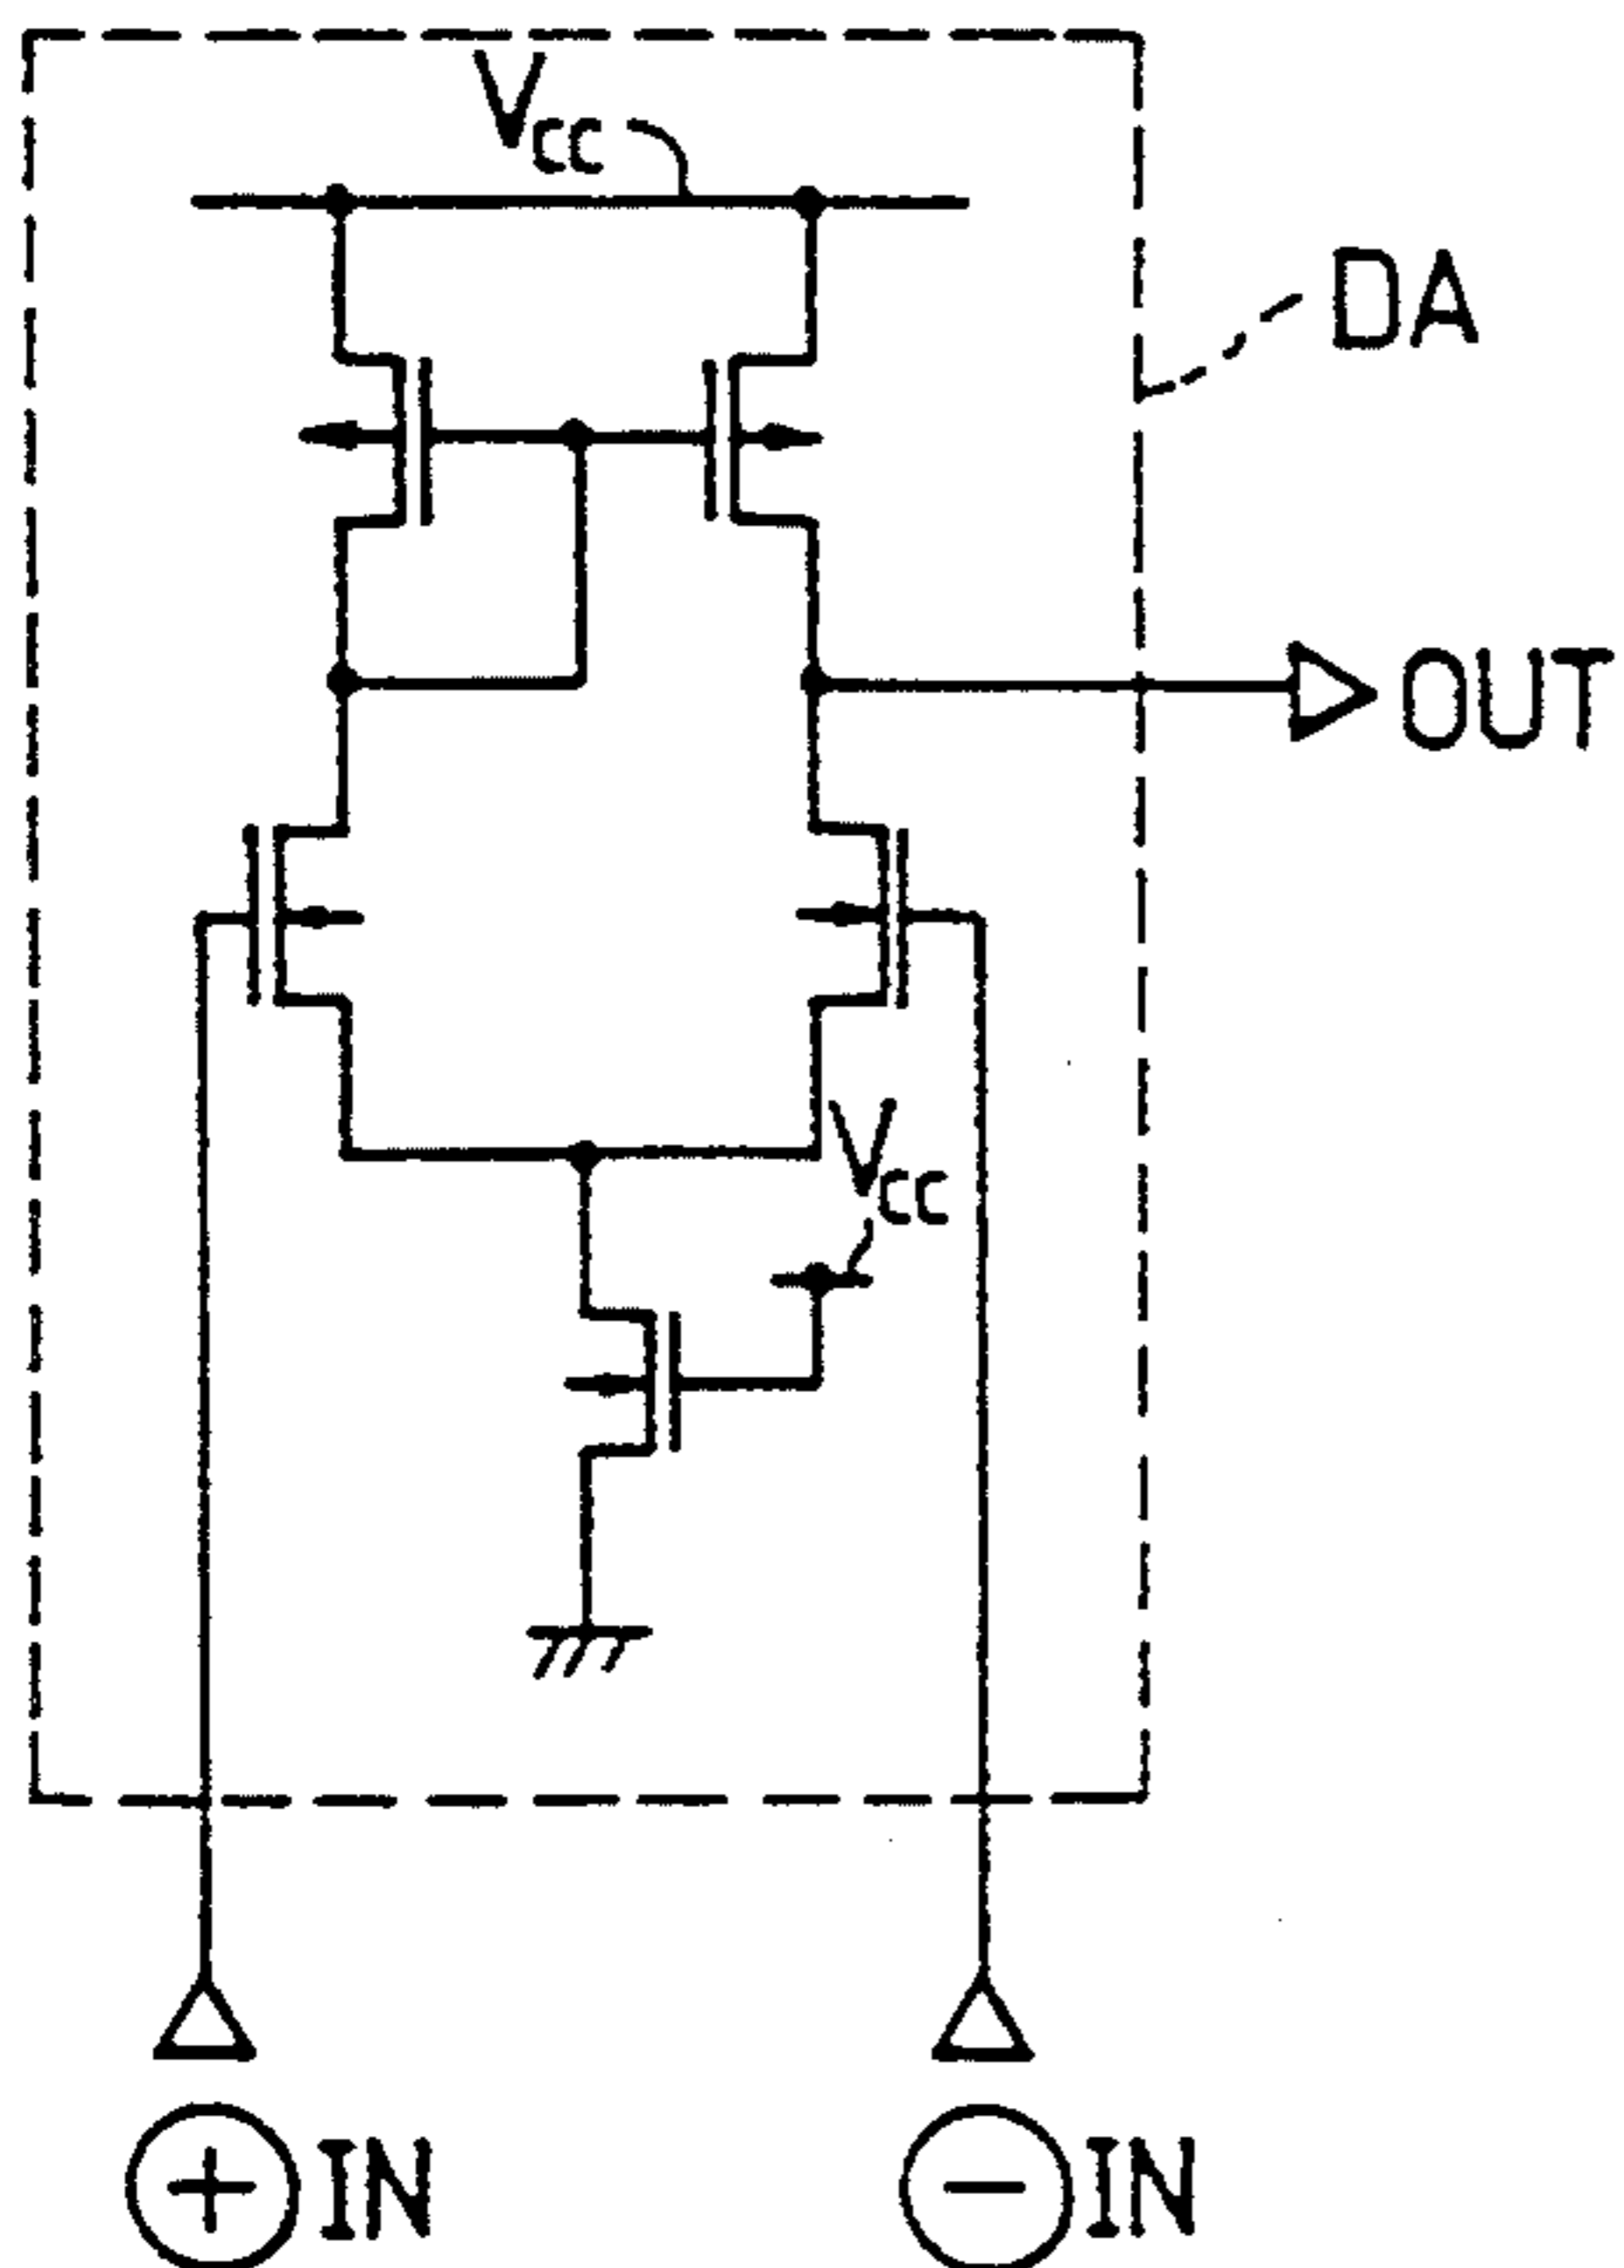 Vcc
DA
OUT
Vcc
+ IN
− IN